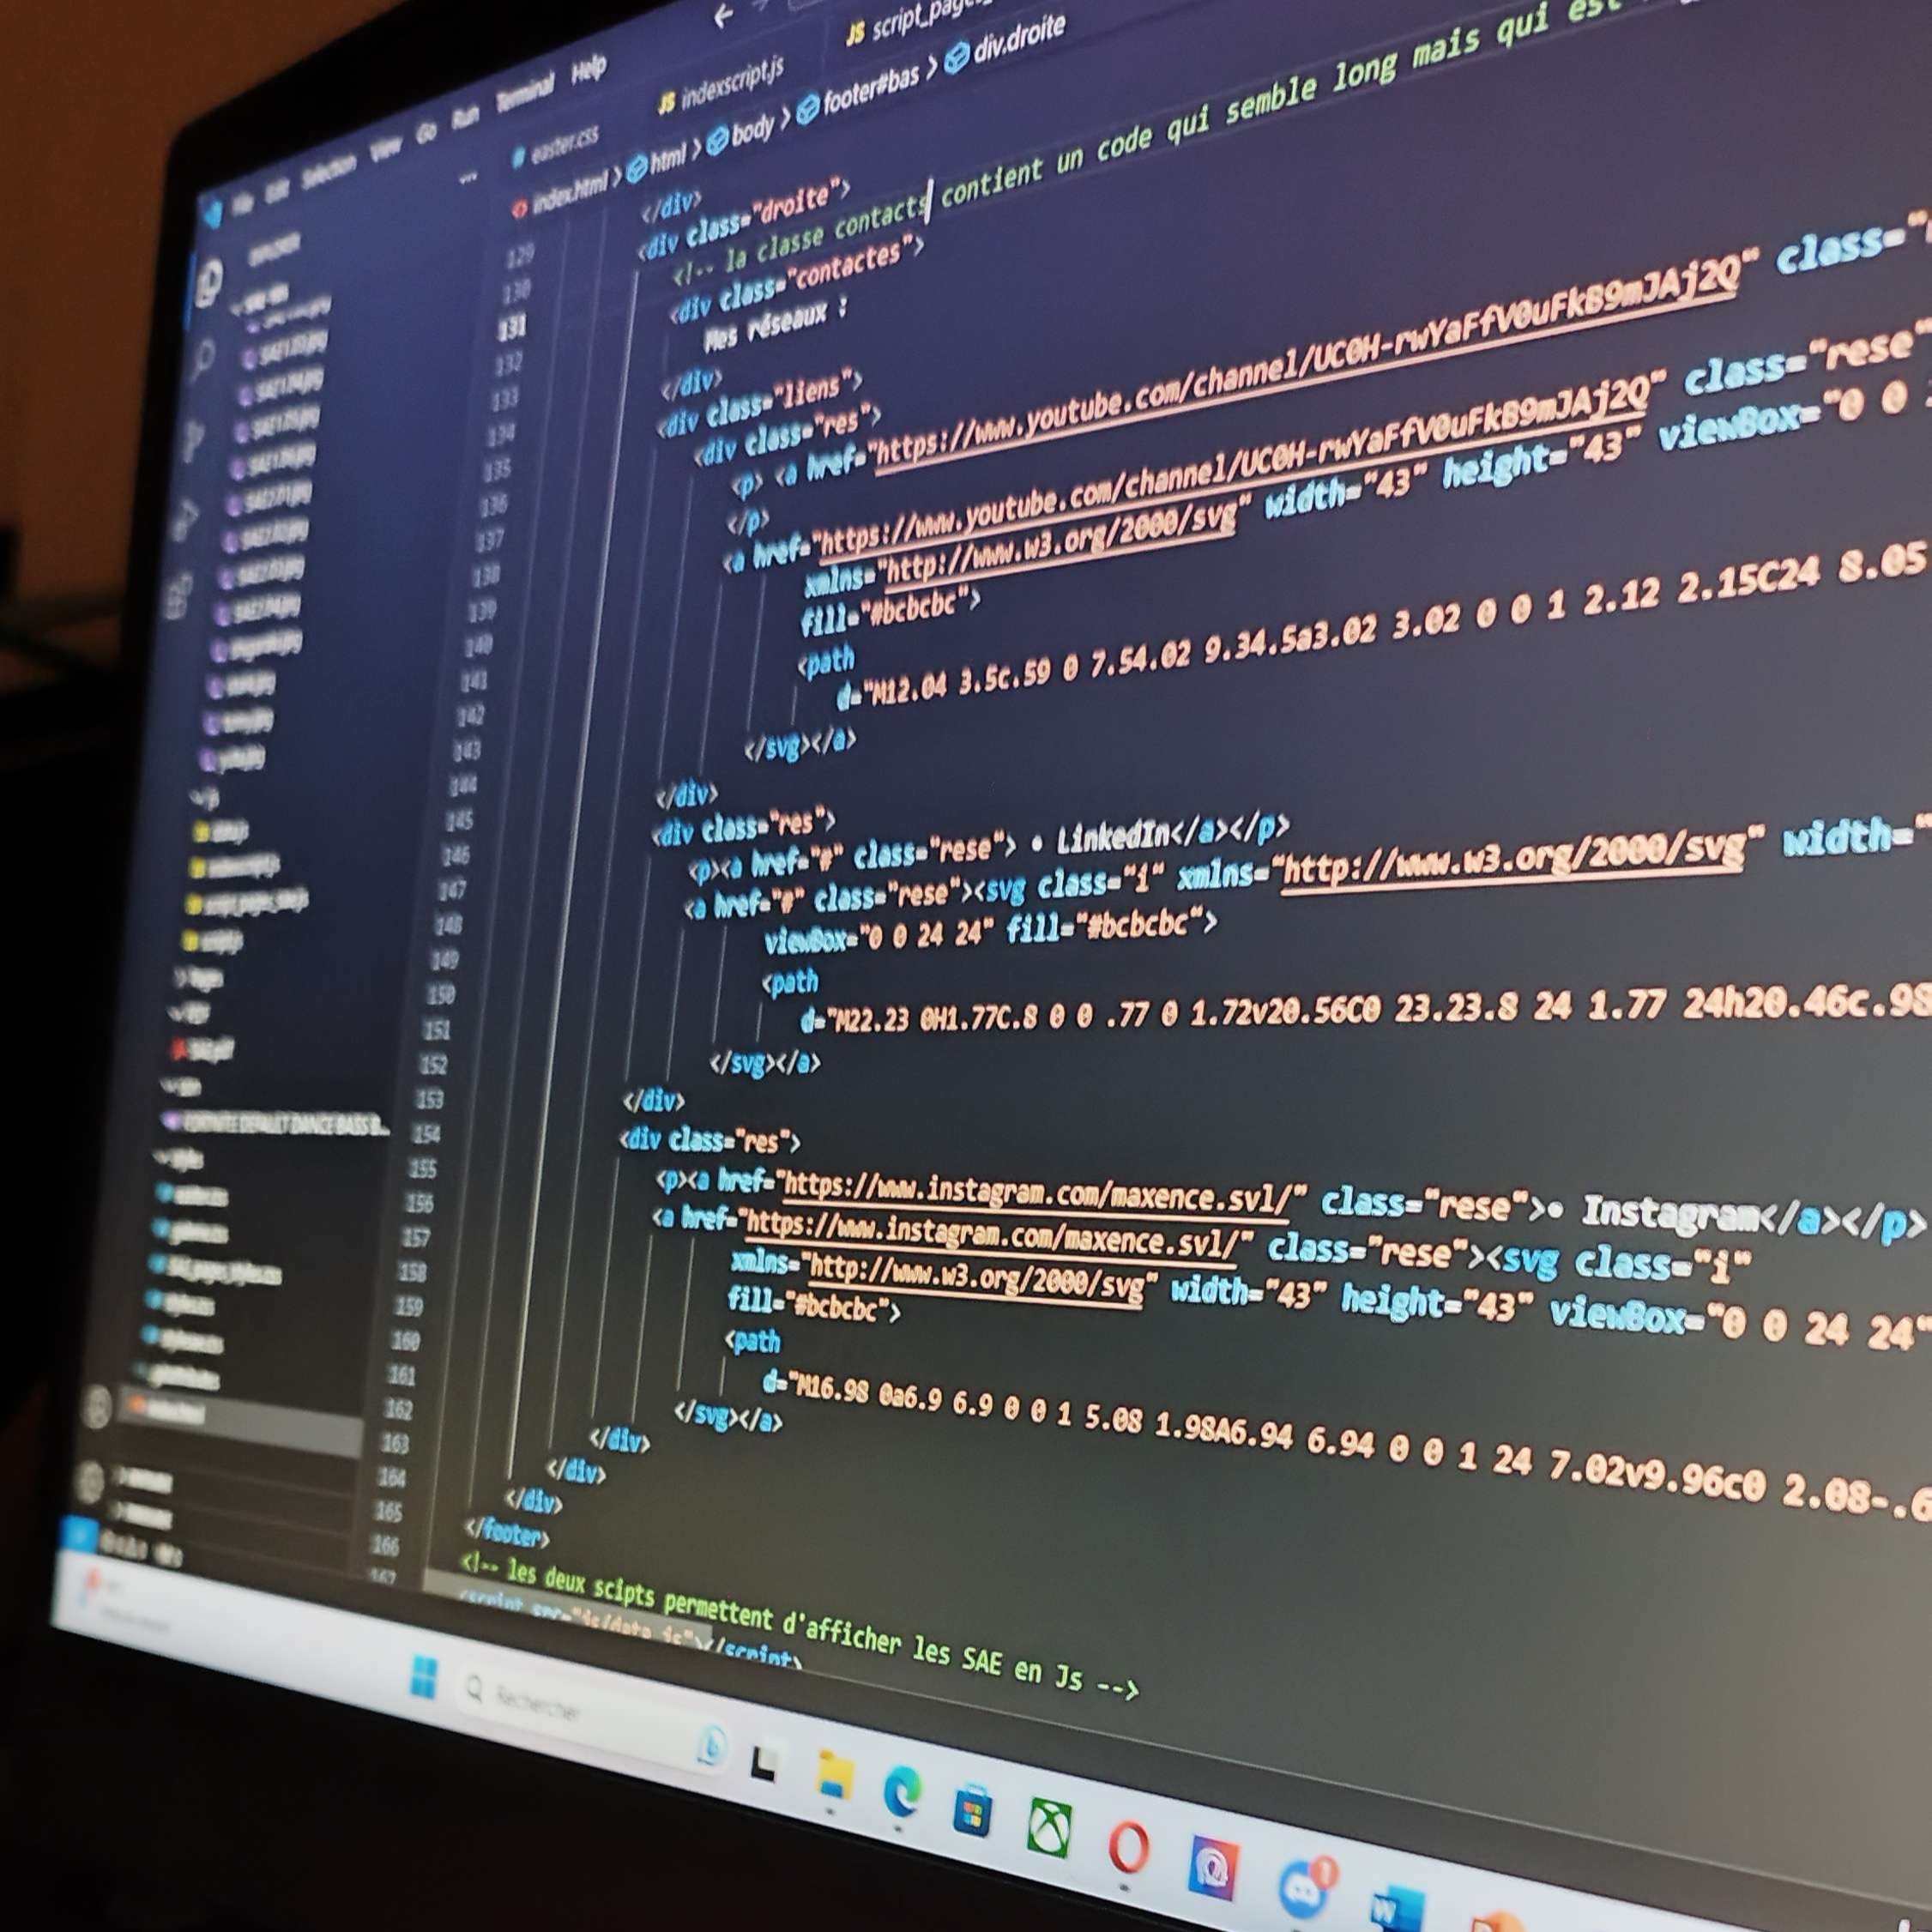 File Edit Selection View Go Run Terminal Help
EXPLORER
easter.css
JS indexscript.js
JS script_page
index.html > html > body > footer#bas > div.droite
129 </div>
130 <div class="droite">
131 <!-- la classe contacts contient un code qui semble long mais qui est
132 <div class="contactes">
133 Mes réseaux :
134 </div>
135 <div class="liens">
136 <div class="res">
137 <p> <a href="https://www.youtube.com/channel/UC0H-rwYaFfV0uFkB9mJAj2Q" class="
138 </p>
139 <a href="https://www.youtube.com/channel/UC0H-rwYaFfV0uFkB9mJAj2Q" class="rese"
140 xmlns="http://www.w3.org/2000/svg" width="43" height="43" viewBox="0 0
141 fill="#bcbcbc">
142 <path
143 d="M12.04 3.5c.59 0 7.54.02 9.34.5a3.02 3.02 0 0 1 2.12 2.15C24 8.05
144 </svg></a>
145 </div>
146 <div class="res">
147 <p><a href="#" class="rese"> • LinkedIn</a></p>
148 <a href="#" class="rese"><svg class="i" xmlns="http://www.w3.org/2000/svg" width="
149 viewBox="0 0 24 24" fill="#bcbcbc">
150 <path
151 d="M22.23 0H1.77C.8 0 0 .77 0 1.72v20.56C0 23.23.8 24 1.77 24h20.46c.98
152 </svg></a>
153 </div>
154 <div class="res">
155 <p><a href="https://www.instagram.com/maxence.svl/" class="rese">• Instagram</a></p>
156 <a href="https://www.instagram.com/maxence.svl/" class="rese"><svg class="i"
157 xmlns="http://www.w3.org/2000/svg" width="43" height="43" viewBox="0 0 24 24"
158 fill="#bcbcbc">
159 <path
160 d="M16.98 0a6.9 6.9 0 0 1 5.08 1.98A6.94 6.94 0 0 1 24 7.02v9.96c0 2.08-.6
161 </svg></a>
162 </div>
163 </div>
164 </div>
165 </footer>
166 <!-- les deux scipts permettent d'afficher les SAE en Js -->
167 <script src="js/data.js"></script>
FORTNITE DEFAULT DANCE BASS B...
Rechercher